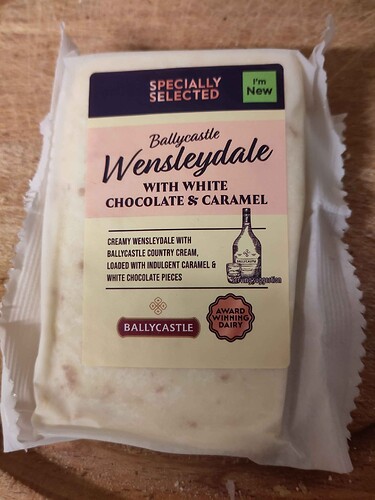 SPECIALLY
SELECTED
I'm
New
Ballycastle
Wensleydale
WITH WHITE
CHOCOLATE & CARAMEL
CREAMY WENSLEYDALE WITH
BALLYCASTLE COUNTRY CREAM,
LOADED WITH INDULGENT CARAMEL &
WHITE CHOCOLATE PIECES
BALLYCASTLE
AWARD
WINNING
DAIRY